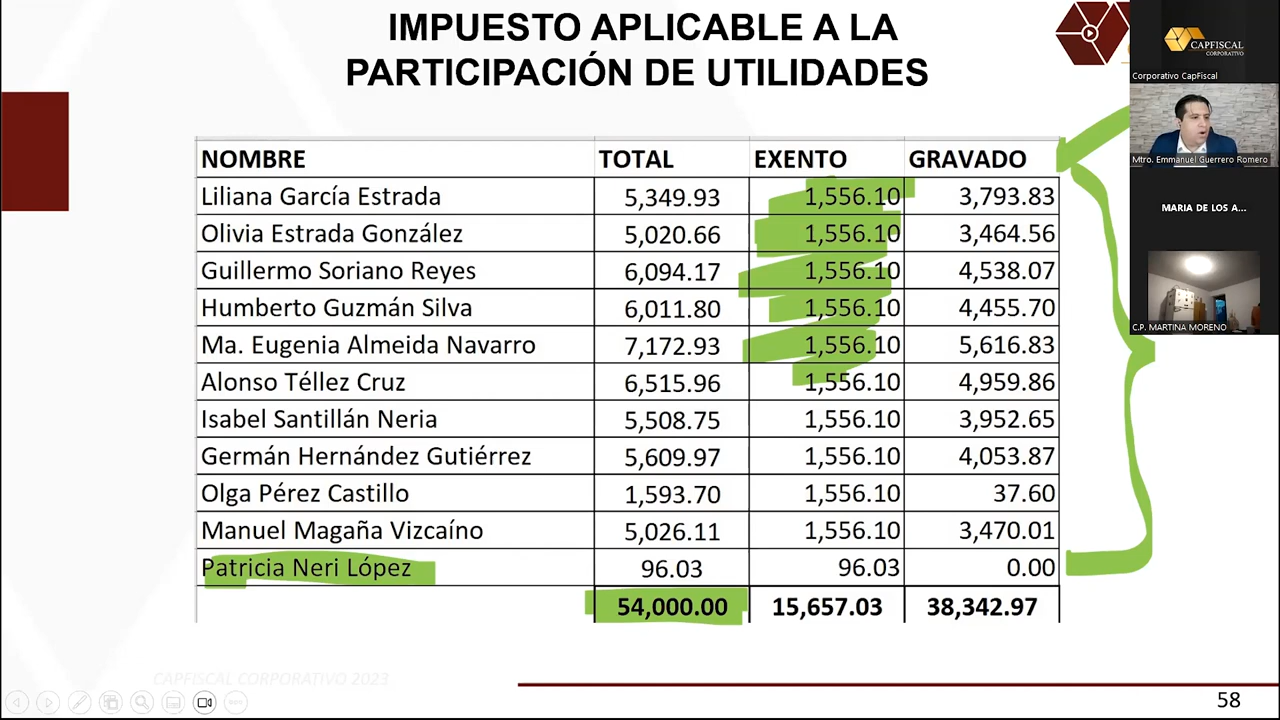 IMPUESTO APLICABLE A LA
PARTICIPACIÓN DE UTILIDADES
NOMBRE TOTAL EXENTO GRAVADO
Liliana García Estrada 5,349.93 1,556.10 3,793.83
Olivia Estrada González 5,020.66 1,556.10 3,464.56
Guillermo Soriano Reyes 6,094.17 1,556.10 4,538.07
Humberto Guzmán Silva 6,011.80 1,556.10 4,455.70
Ma. Eugenia Almeida Navarro 7,172.93 1,556.10 5,616.83
Alonso Téllez Cruz 6,515.96 1,556.10 4,959.86
Isabel Santillán Neria 5,508.75 1,556.10 3,952.65
Germán Hernández Gutiérrez 5,609.97 1,556.10 4,053.87
Olga Pérez Castillo 1,593.70 1,556.10 37.60
Manuel Magaña Vizcaíno 5,026.11 1,556.10 3,470.01
Patricia Neri López 96.03 96.03 0.00
54,000.00 15,657.03 38,342.97
CAPFISCAL CORPORATIVO 2023
58
CAPFISCAL
CORPORATIVO
Corporativo CapFiscal
Mtro. Emmanuel Guerrero Romero
MARIA DE LOS A...
C.P. MARTINA MORENO